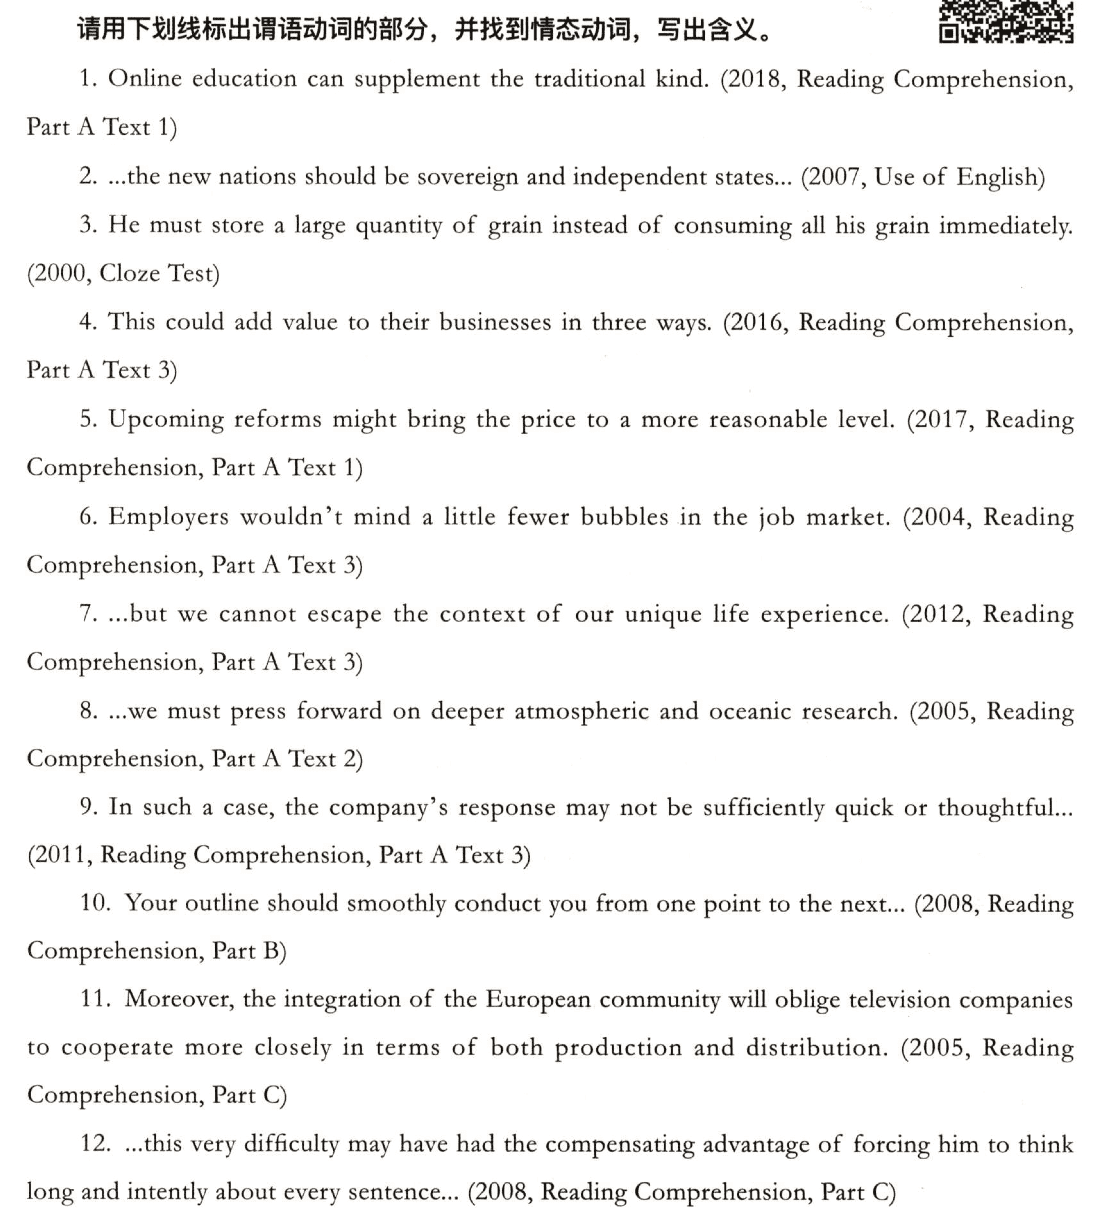 请用下划线标出谓语动词的部分，并找到情态动词，写出含义。
1. Online education can supplement the traditional kind. (2018, Reading Comprehension,
Part A Text 1)
2. ...the new nations should be sovereign and independent states... (2007, Use of English)
3. He must store a large quantity of grain instead of consuming all his grain immediately.
(2000, Cloze Test)
4. This could add value to their businesses in three ways. (2016, Reading Comprehension,
Part A Text 3)
5. Upcoming reforms might bring the price to a more reasonable level. (2017, Reading
Comprehension, Part A Text 1)
6. Employers wouldn't mind a little fewer bubbles in the job market. (2004, Reading
Comprehension, Part A Text 3)
7. ...but we cannot escape the context of our unique life experience. (2012, Reading
Comprehension, Part A Text 3)
8. ...we must press forward on deeper atmospheric and oceanic research. (2005, Reading
Comprehension, Part A Text 2)
9. In such a case, the company's response may not be sufficiently quick or thoughtful...
(2011, Reading Comprehension, Part A Text 3)
10. Your outline should smoothly conduct you from one point to the next... (2008, Reading
Comprehension, Part B)
11. Moreover, the integration of the European community will oblige television companies
to cooperate more closely in terms of both production and distribution. (2005, Reading
Comprehension, Part C)
12. ...this very difficulty may have had the compensating advantage of forcing him to think
long and intently about every sentence... (2008, Reading Comprehension, Part C)